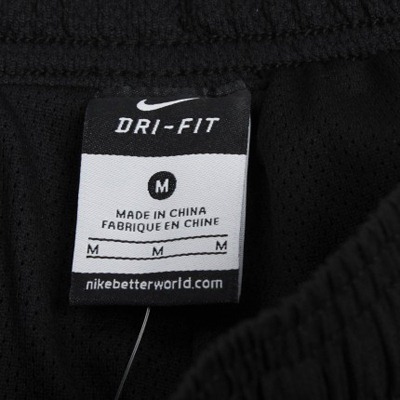 DRI-FIT
M
MADE IN CHINA
FABRIQUE EN CHINE
M M M
nikebetterworld.com